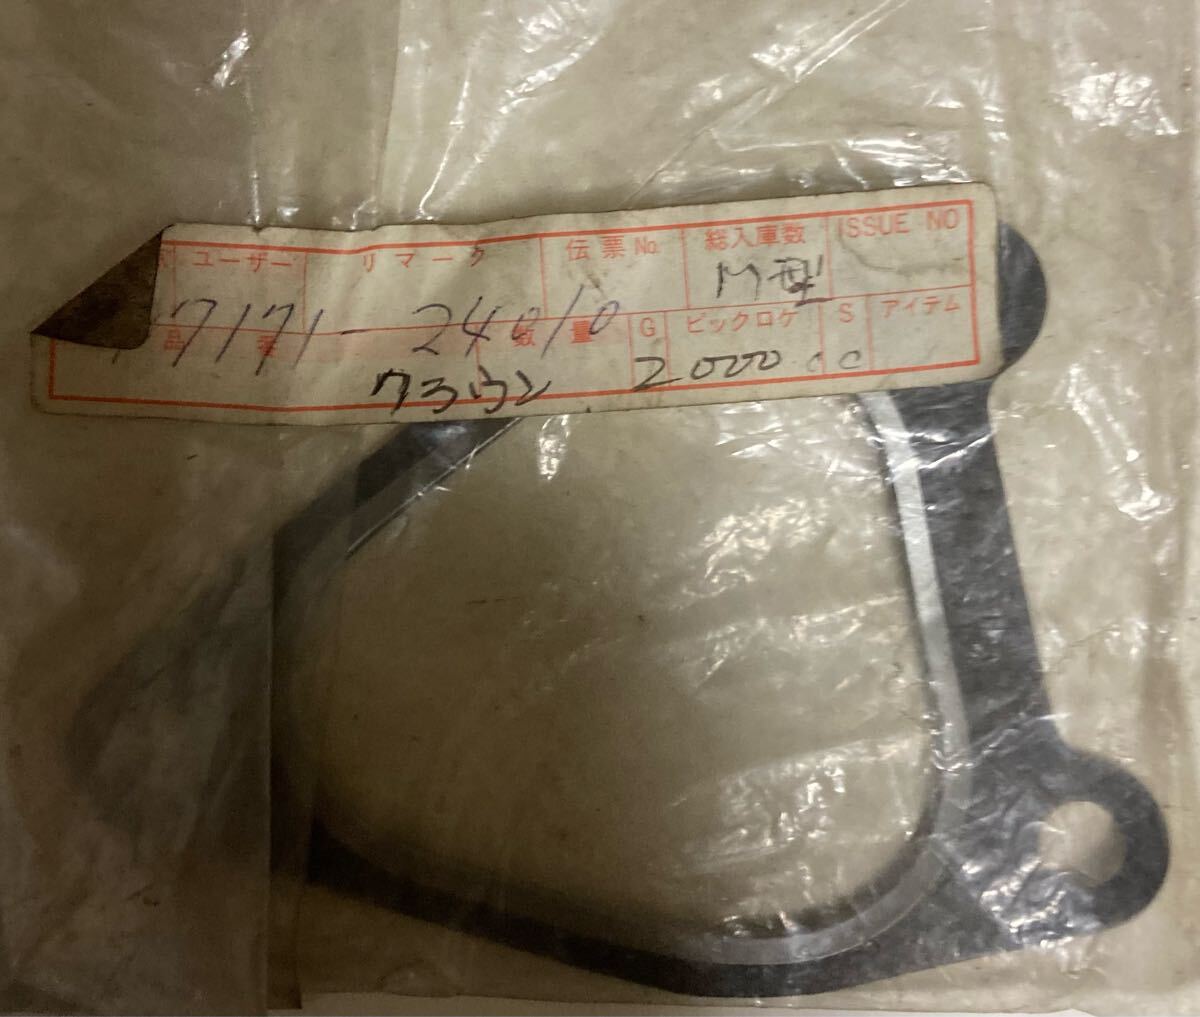 ユーザー リマーク 伝票No. 総入庫数 ISSUE NO
M型
17171-24010
品番 数量 G ピックロケ S アイテム
クラウン 2000cc